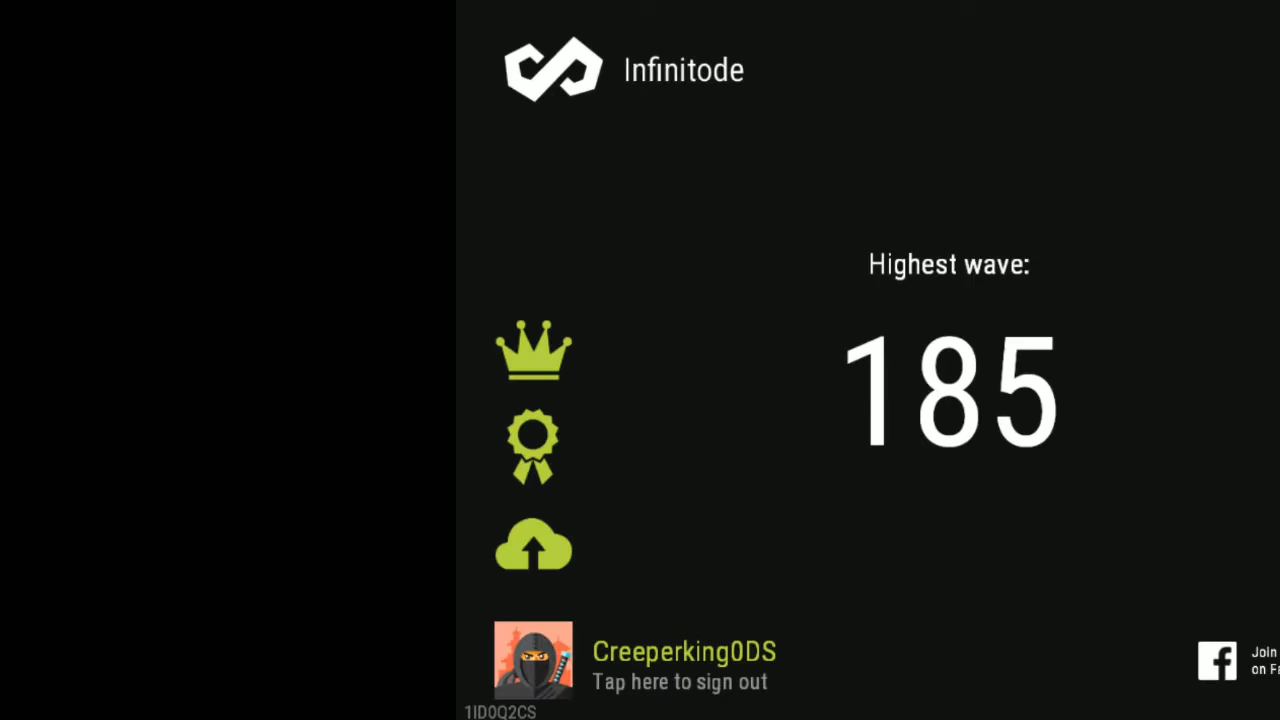 Infinitode
Highest wave:
185
Creeperking0DS
Tap here to sign out
Join
on
1ID0Q2CS